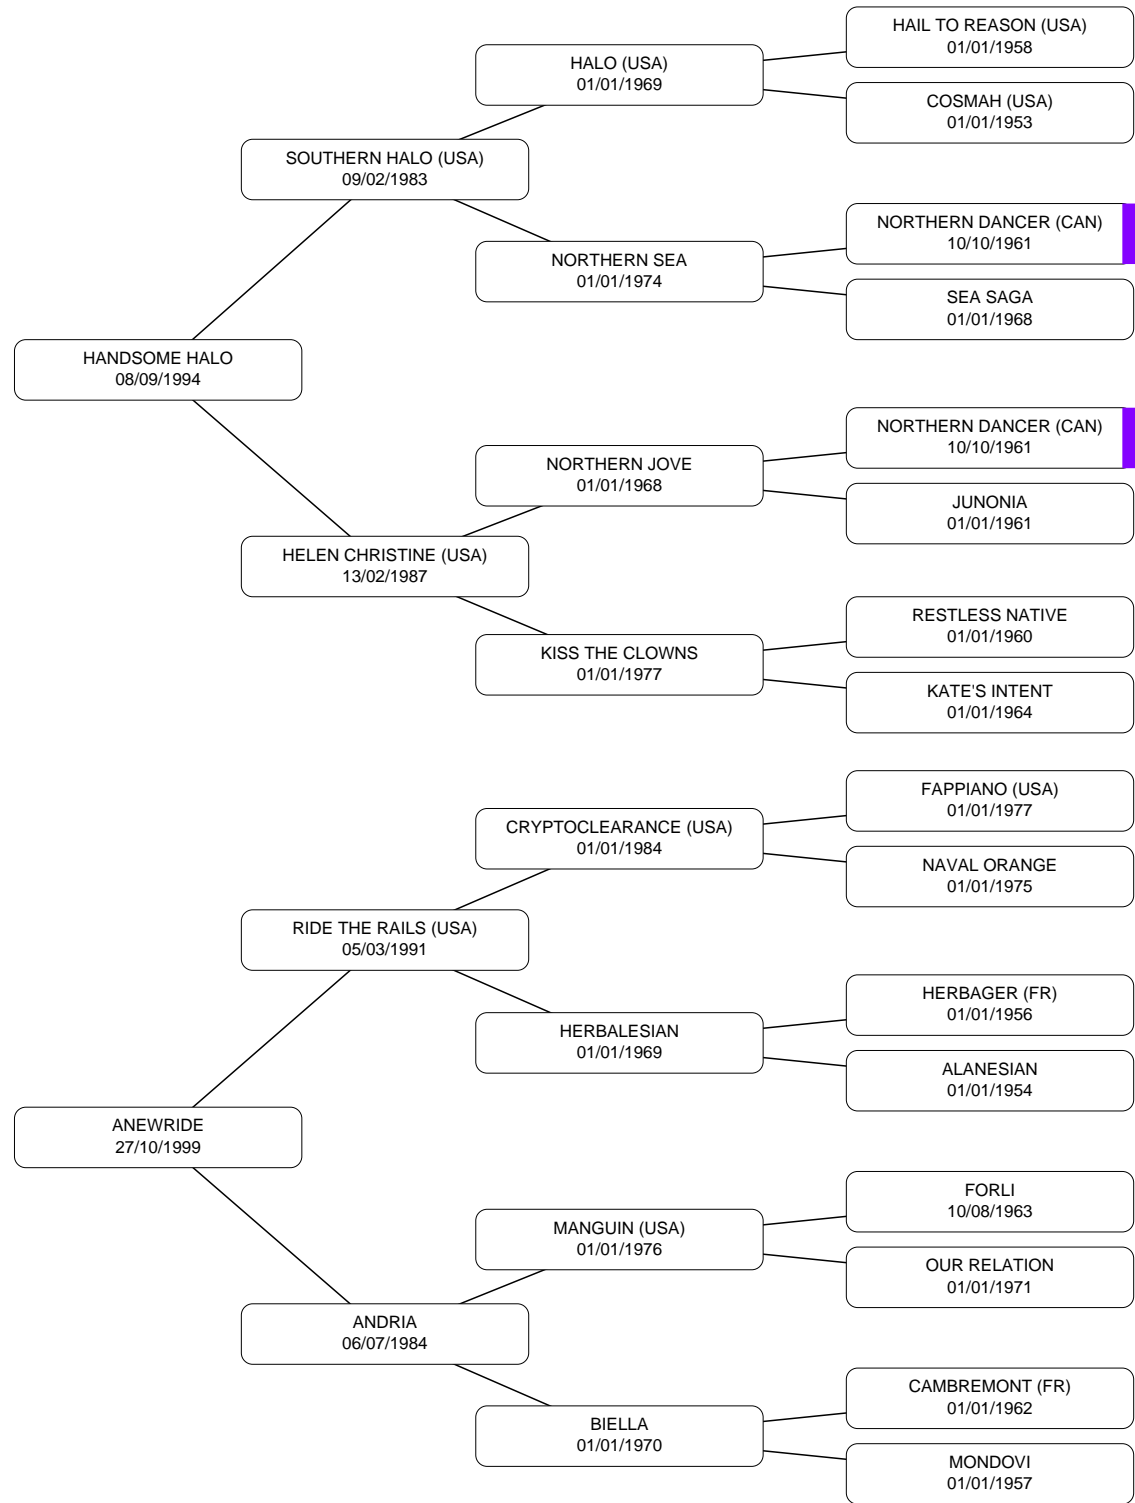 HAIL TO REASON (USA)
01/01/1958
HALO (USA)
01/01/1969
COSMAH (USA)
01/01/1953
SOUTHERN HALO (USA)
09/02/1983
NORTHERN DANCER (CAN)
10/10/1961
NORTHERN SEA
01/01/1974
SEA SAGA
01/01/1968
HANDSOME HALO
08/09/1994
NORTHERN DANCER (CAN)
10/10/1961
NORTHERN JOVE
01/01/1968
JUNONIA
01/01/1961
HELEN CHRISTINE (USA)
13/02/1987
RESTLESS NATIVE
01/01/1960
KISS THE CLOWNS
01/01/1977
KATE'S INTENT
01/01/1964
FAPPIANO (USA)
01/01/1977
CRYPTOCLEARANCE (USA)
01/01/1984
NAVAL ORANGE
01/01/1975
RIDE THE RAILS (USA)
05/03/1991
HERBAGER (FR)
01/01/1956
HERBALESIAN
01/01/1969
ALANESIAN
01/01/1954
ANEWRIDE
27/10/1999
FORLI
10/08/1963
MANGUIN (USA)
01/01/1976
OUR RELATION
01/01/1971
ANDRIA
06/07/1984
CAMBREMONT (FR)
01/01/1962
BIELLA
01/01/1970
MONDOVI
01/01/1957